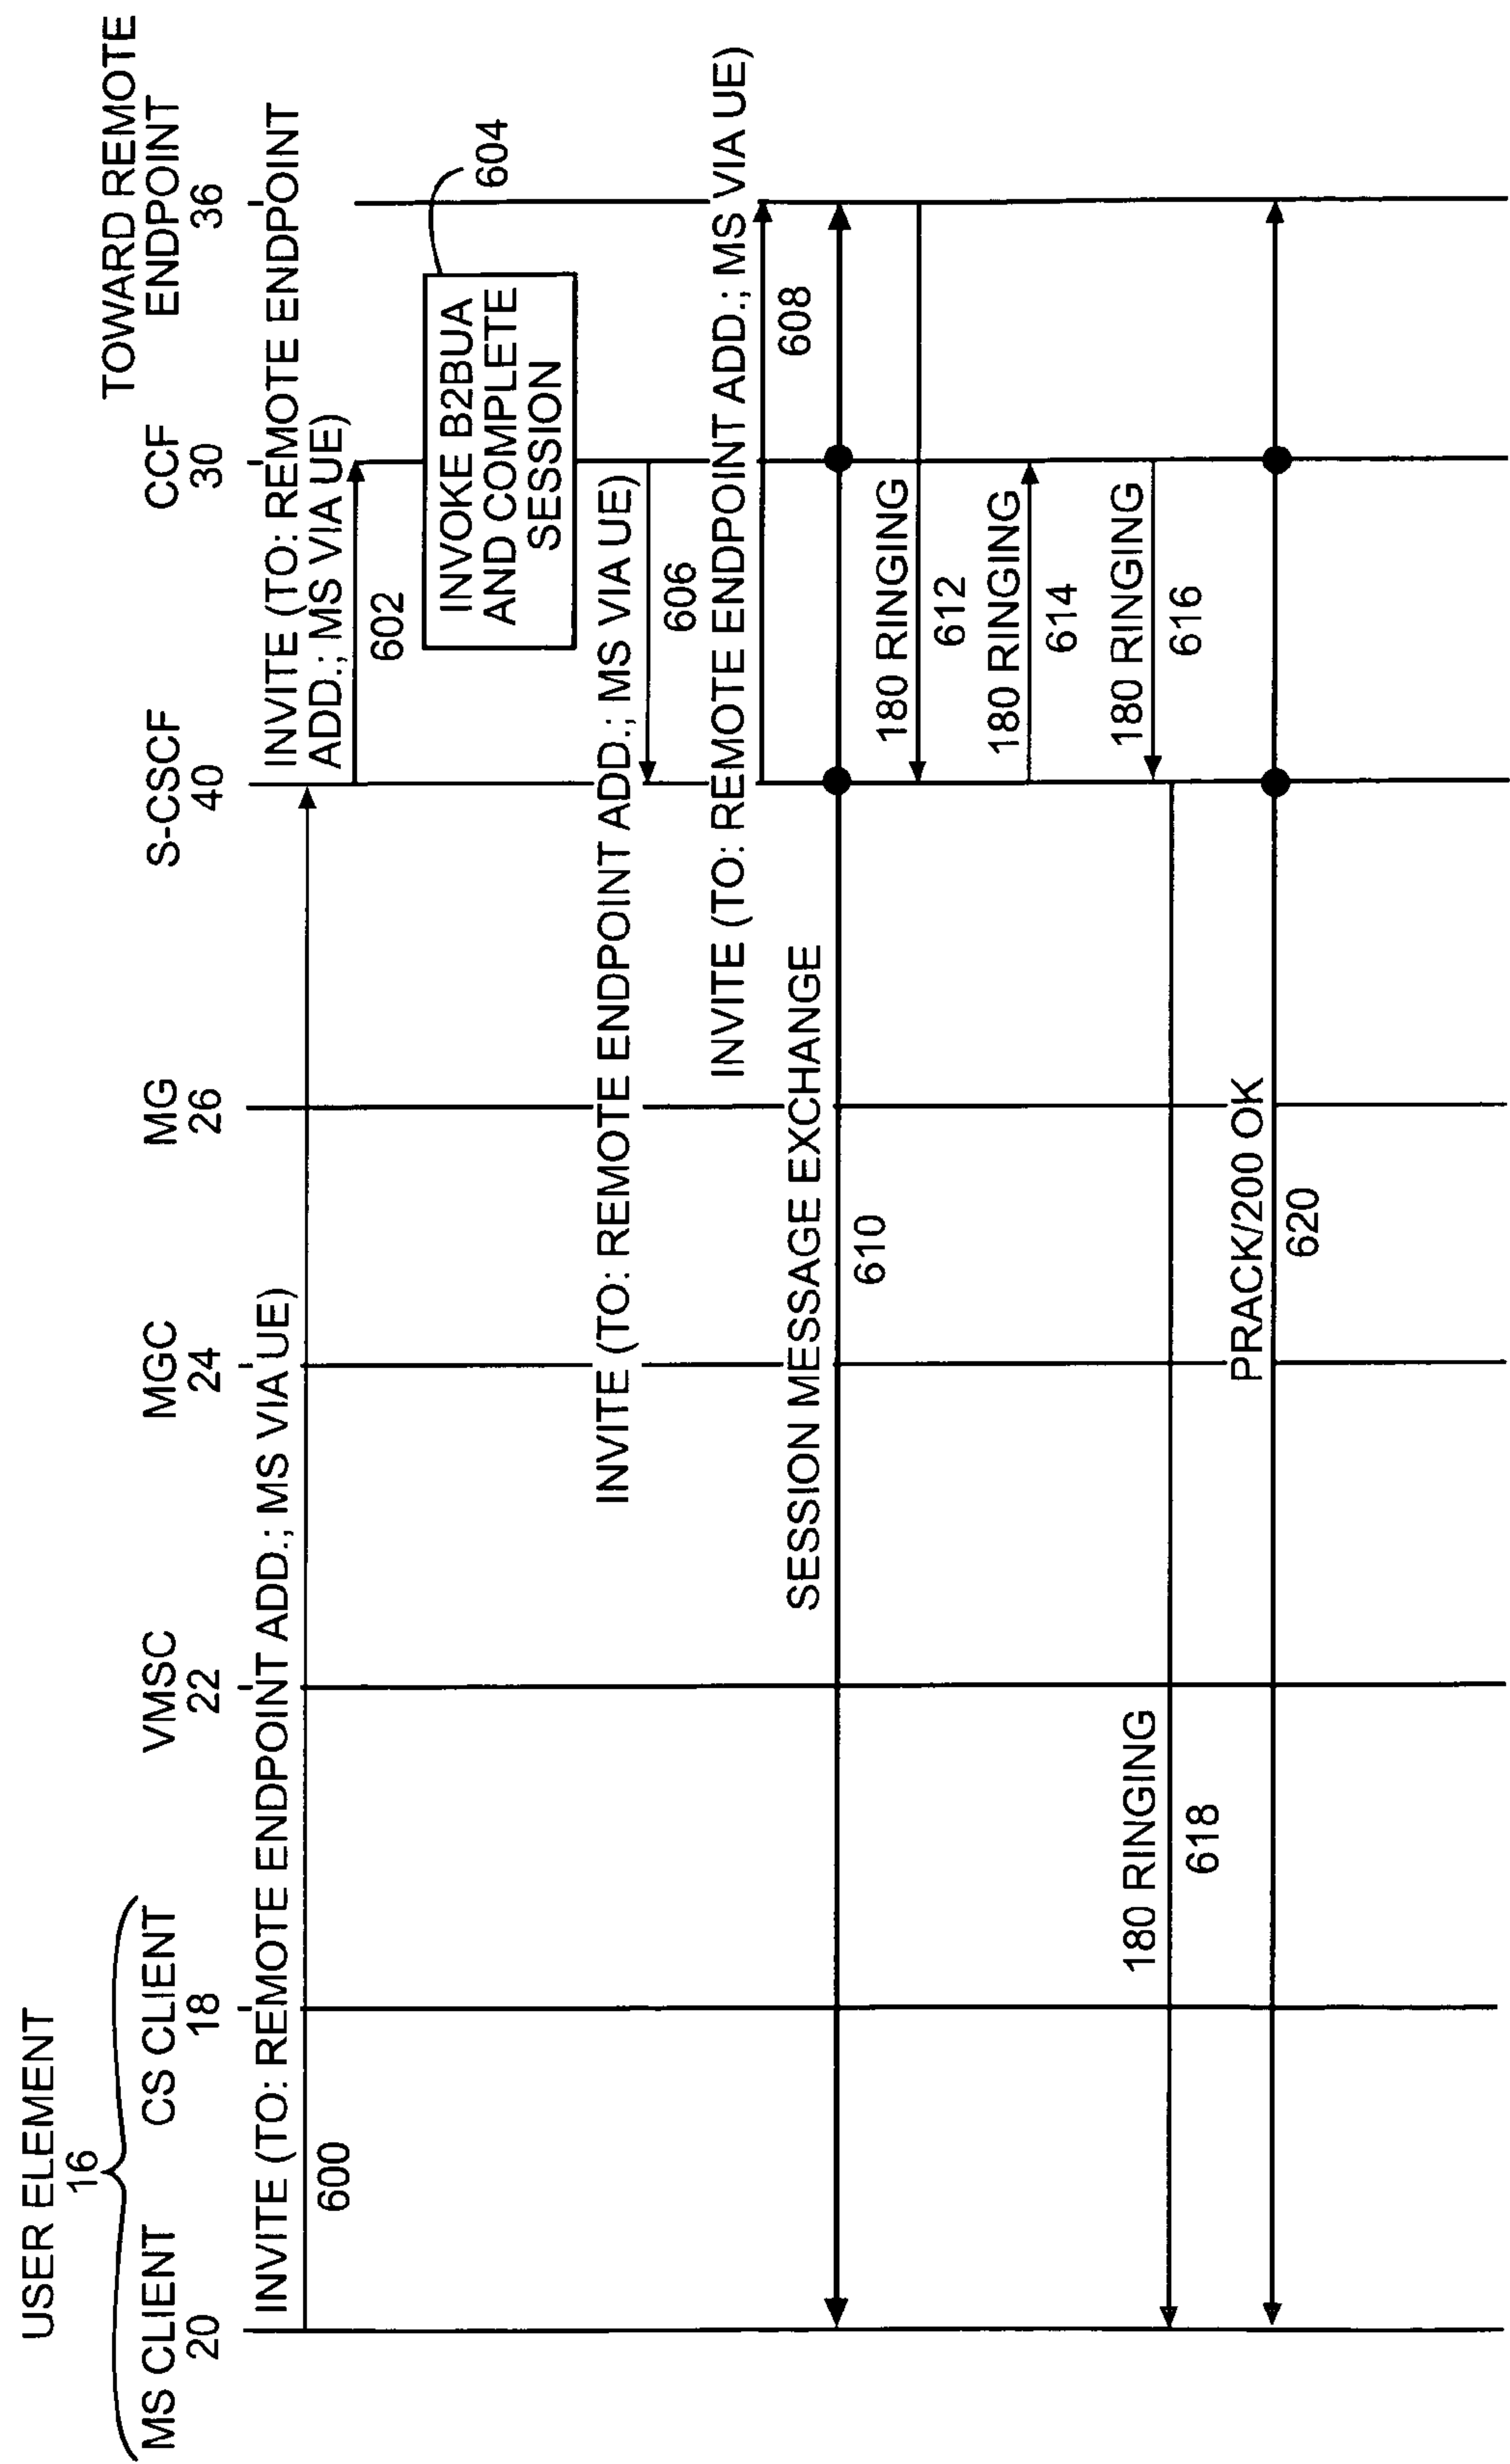 USER ELEMENT
16
MS CLIENT
20
CS CLIENT
18
VMSC
22
MGC
24
MG
26
S-CSCF
40
CCF
30
TOWARD REMOTE
ENDPOINT
36
INVITE (TO: REMOTE ENDPOINT ADD.; MS VIA UE)
600
INVITE (TO: REMOTE ENDPOINT
ADD.; MS VIA UE)
602
INVOKE B2BUA
AND COMPLETE
SESSION
604
INVITE (TO: REMOTE ENDPOINT ADD.; MS VIA UE)
606
INVITE (TO: REMOTE ENDPOINT ADD.; MS VIA UE)
608
SESSION MESSAGE EXCHANGE
610
180 RINGING
612
180 RINGING
614
180 RINGING
616
180 RINGING
618
PRACK/200 OK
620